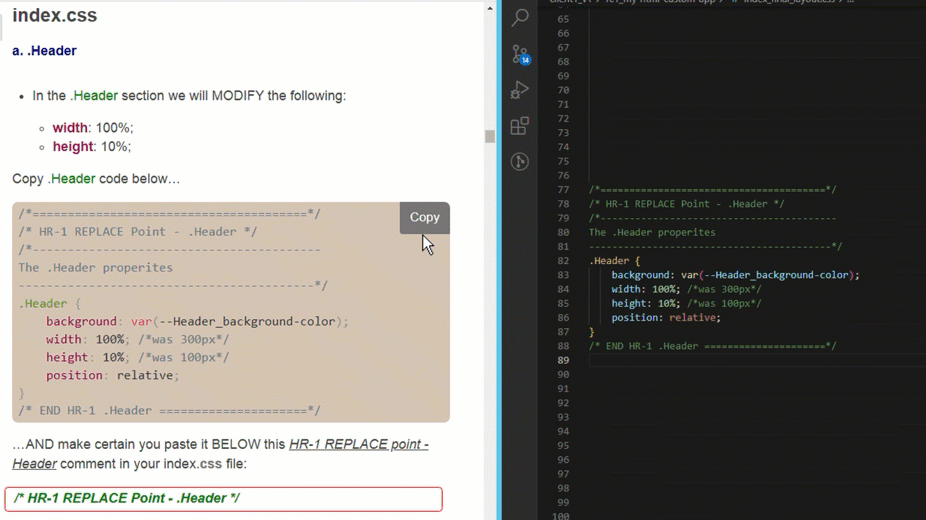 index.css
a. .Header
In the .Header section we will MODIFY the following:
width: 100%;
height: 10%;
Copy .Header code below…
/*=======================================*/
/* HR-1 REPLACE Point - .Header */
/*-----------------------------------------
The .Header properites
------------------------------------------*/
.Header {
background: var(--Header_background-color);
width: 100%; /*was 300px*/
height: 10%; /*was 100px*/
position: relative;
}
/* END HR-1 .Header =====================*/
Copy
…AND make certain you paste it BELOW this HR-1 REPLACE point -
Header comment in your index.css file:
/* HR-1 REPLACE Point - .Header */
14
65
66
67
68
69
70
71
72
73
74
75
76
77 /*=======================================*/
78 /* HR-1 REPLACE Point - .Header */
79 /*-----------------------------------------
80 The .Header properites
81 ------------------------------------------*/
82 .Header {
83 background: var(--Header_background-color);
84 width: 100%; /*was 300px*/
85 height: 10%; /*was 100px*/
86 position: relative;
87 }
88 /* END HR-1 .Header =====================*/
89
90
91
92
93
94
95
96
97
98
99
100